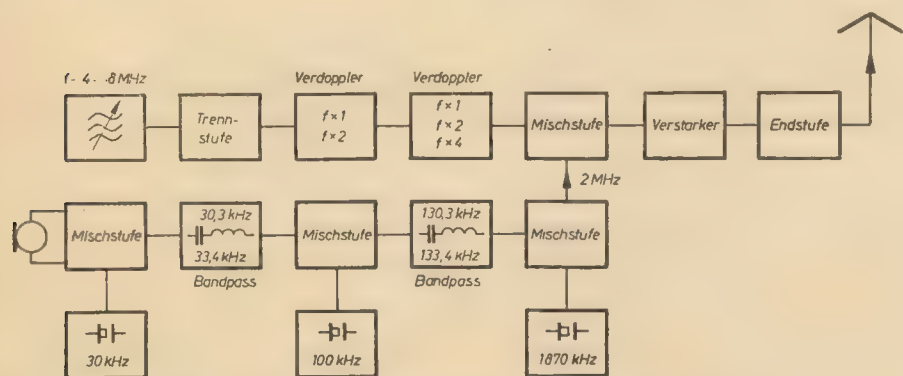 f - 4 - . 8 MHz
Verdoppler
Verdoppler
Trenn-
stufe
f × 1
f × 2
f × 1
f × 2
f × 4
Mischstufe
Verstarker
Endstufe
2 MHz
Mischstufe
30,3 kHz
33,4 kHz
Bandpass
Mischstufe
130,3 kHz
133,4 kHz
Bandpass
Mischstufe
30 kHz
100 kHz
1870 kHz